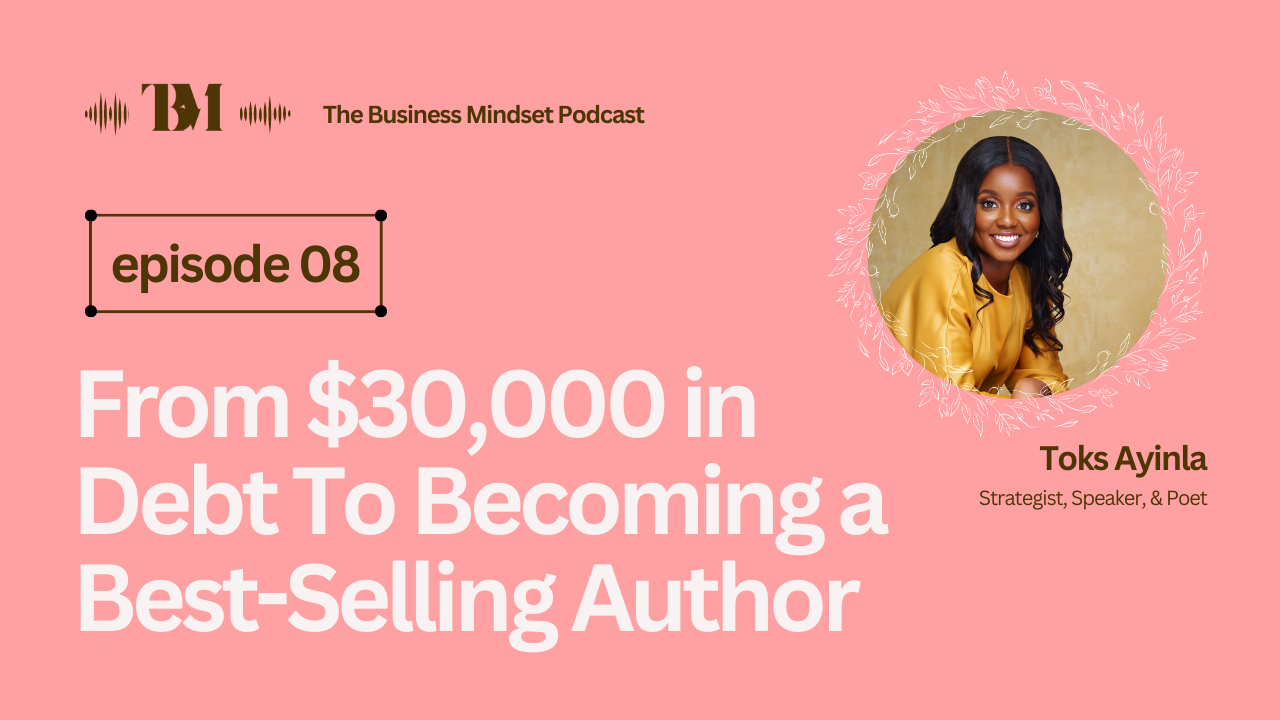 TBM
The Business Mindset Podcast
episode 08
From $30,000 in
Debt To Becoming a
Best-Selling Author
Toks Ayinla
Strategist, Speaker, & Poet